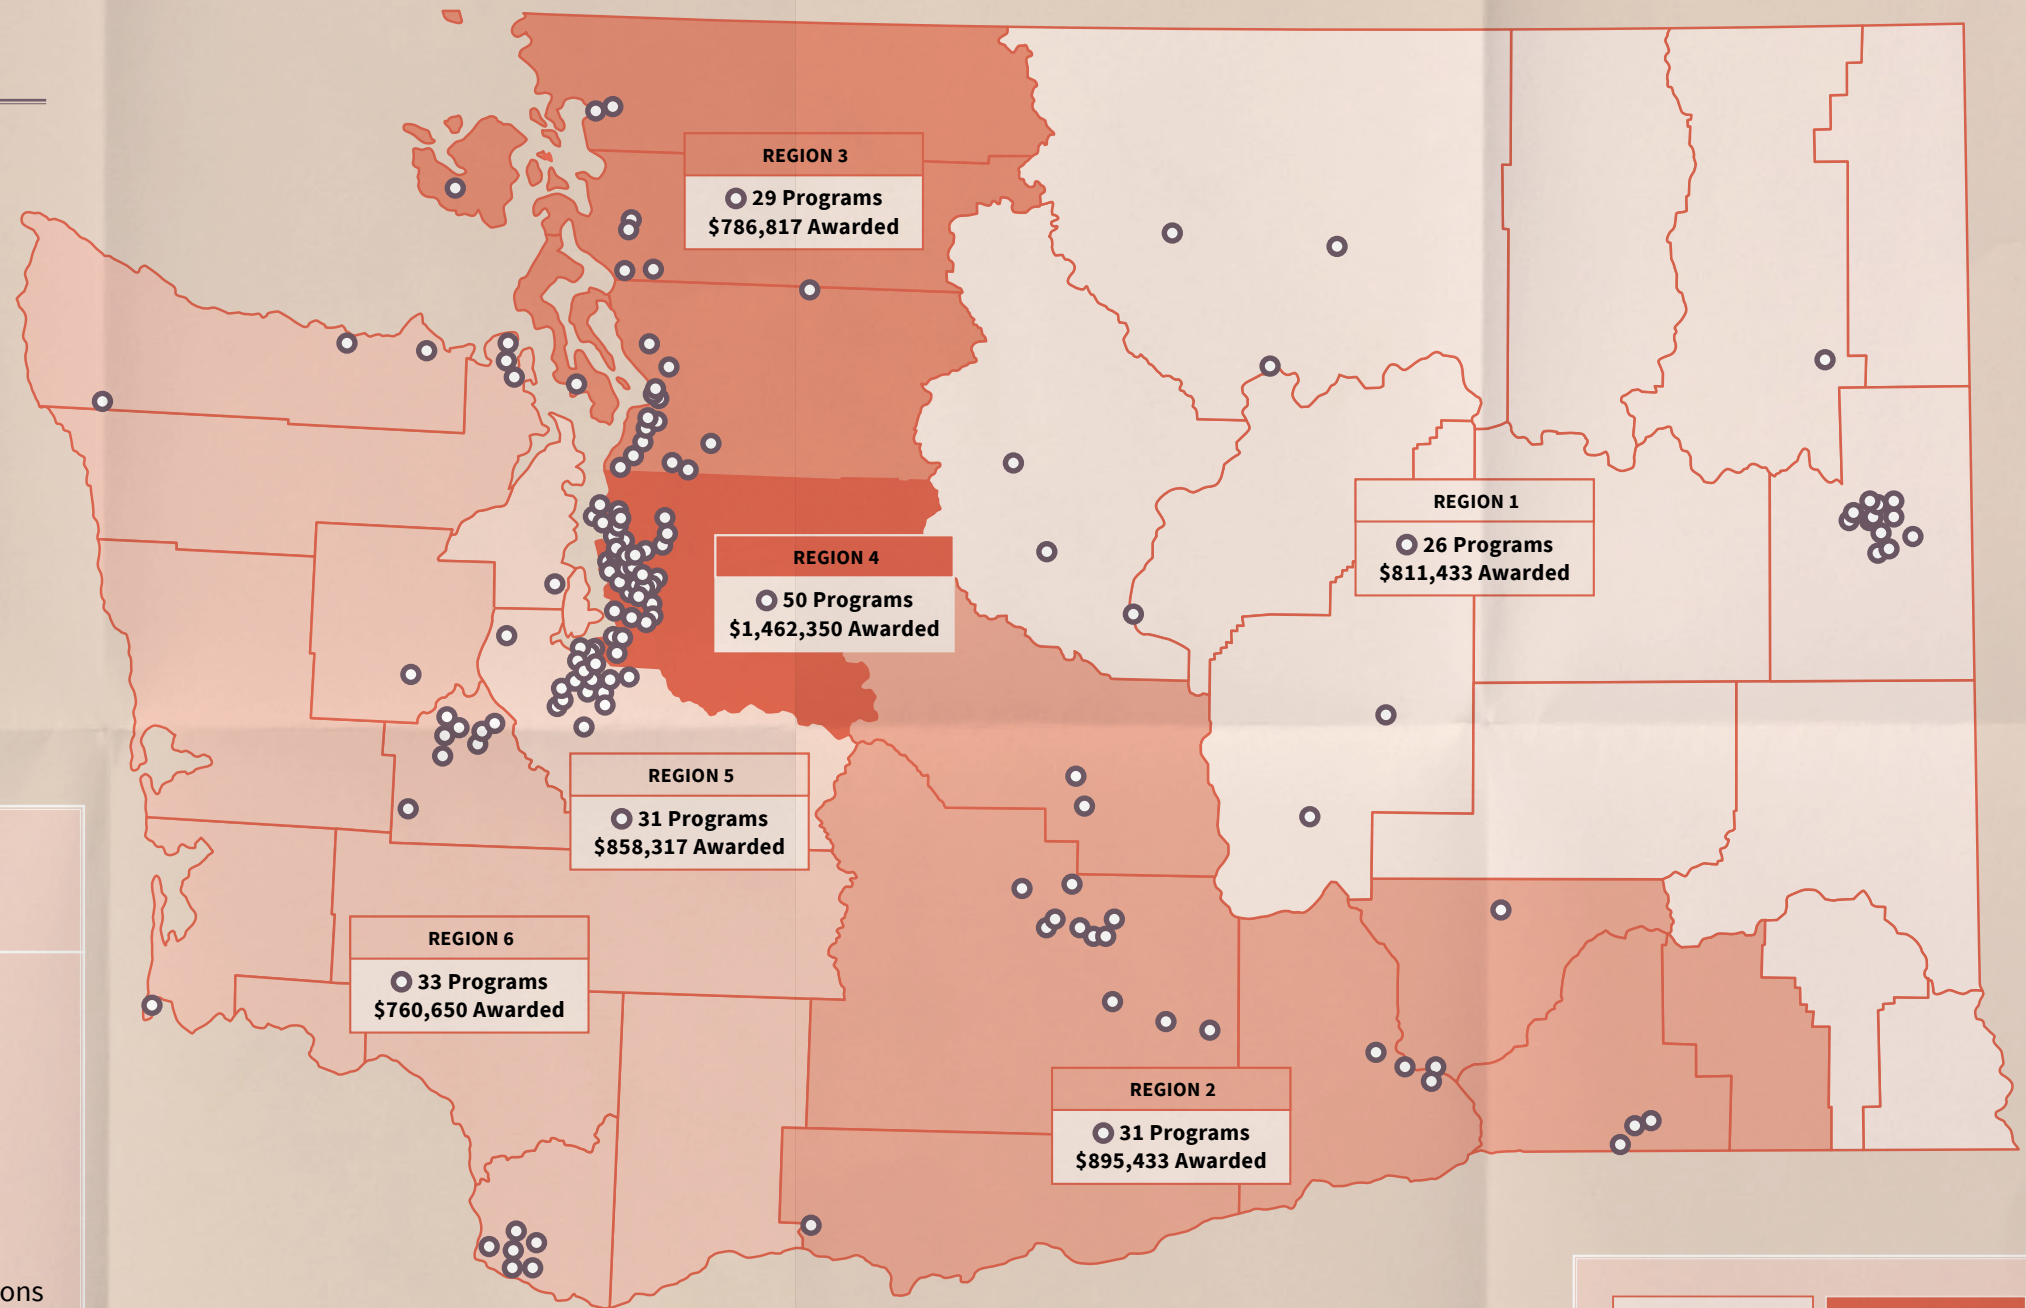 REGION 3
29 Programs
$786,817 Awarded
REGION 1
26 Programs
$811,433 Awarded
REGION 4
50 Programs
$1,462,350 Awarded
REGION 5
31 Programs
$858,317 Awarded
REGION 6
33 Programs
$760,650 Awarded
REGION 2
31 Programs
$895,433 Awarded